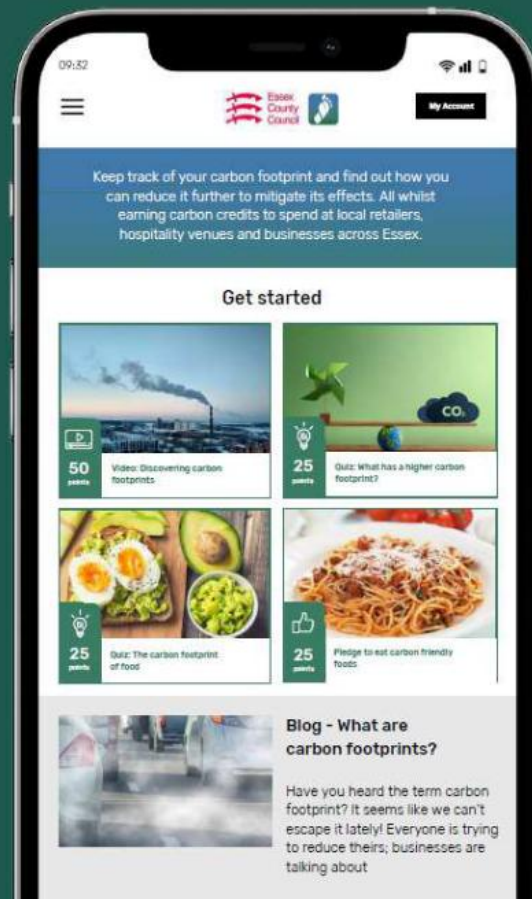 09:32
Essex
County
Council
My Account
Keep track of your carbon footprint and find out how you
can reduce it further to mitigate its effects. All whilst
earning carbon credits to spend at local retailers,
hospitality venues and businesses across Essex.
Get started
50
points
Video: Discovering carbon
footprints
CO₂
25
points
Quiz: What has a higher carbon
footprint?
25
points
Quiz: The carbon footprint
of food
25
points
Pledge to eat carbon friendly
foods
Blog - What are
carbon footprints?
Have you heard the term carbon
footprint? It seems like we can't
escape it lately! Everyone is trying
to reduce theirs; businesses are
talking about